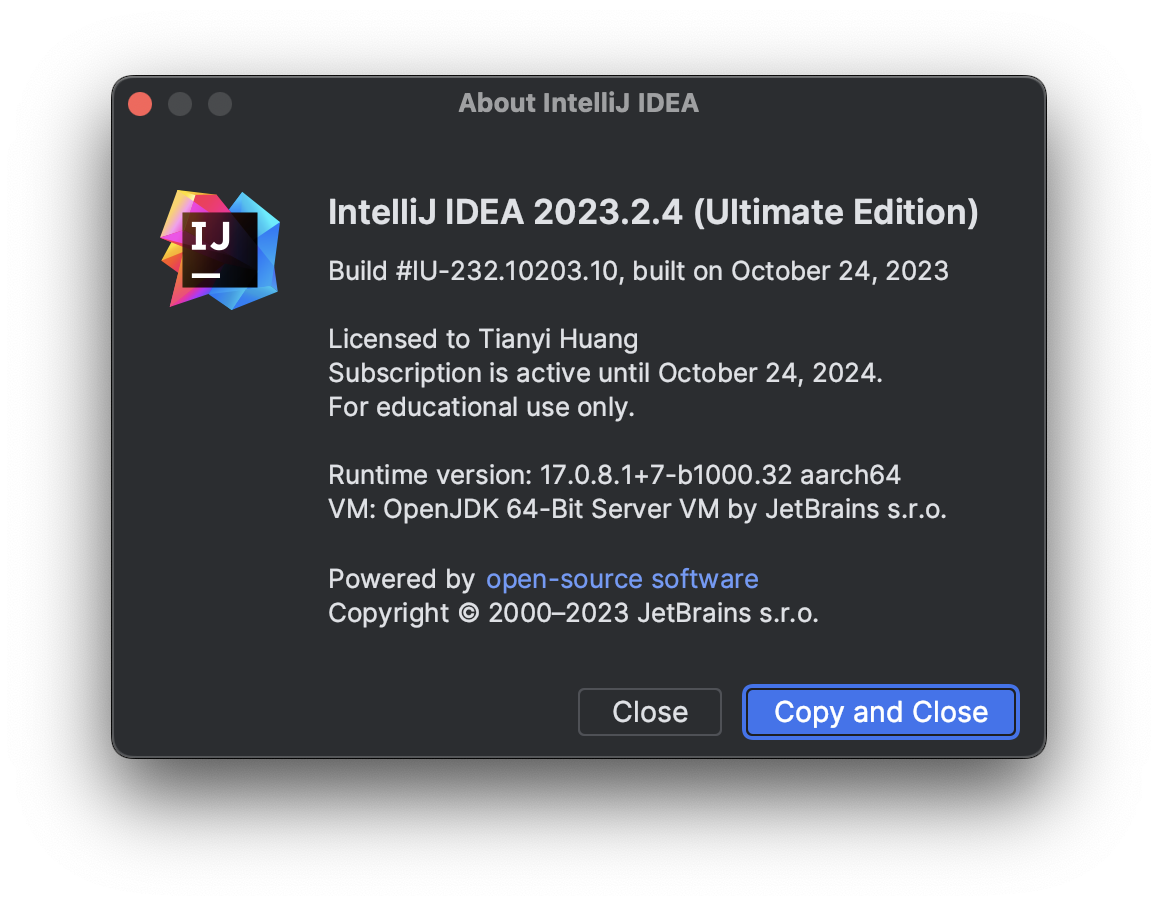 About IntelliJ IDEA
IJ
IntelliJ IDEA 2023.2.4 (Ultimate Edition)
Build #IU-232.10203.10, built on October 24, 2023
Licensed to Tianyi Huang
Subscription is active until October 24, 2024.
For educational use only.
Runtime version: 17.0.8.1+7-b1000.32 aarch64
VM: OpenJDK 64-Bit Server VM by JetBrains s.r.o.
Powered by open-source software
Copyright © 2000–2023 JetBrains s.r.o.
Close
Copy and Close